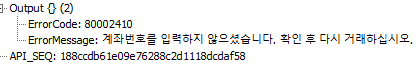 Output {} (2)
ErrorCode: 80002410
ErrorMessage: 계좌번호를 입력하지 않으셨습니다. 확인 후 다시 거래하십시오.
API_SEQ: 188ccdb61e09e76288c2d1118dcdaf58